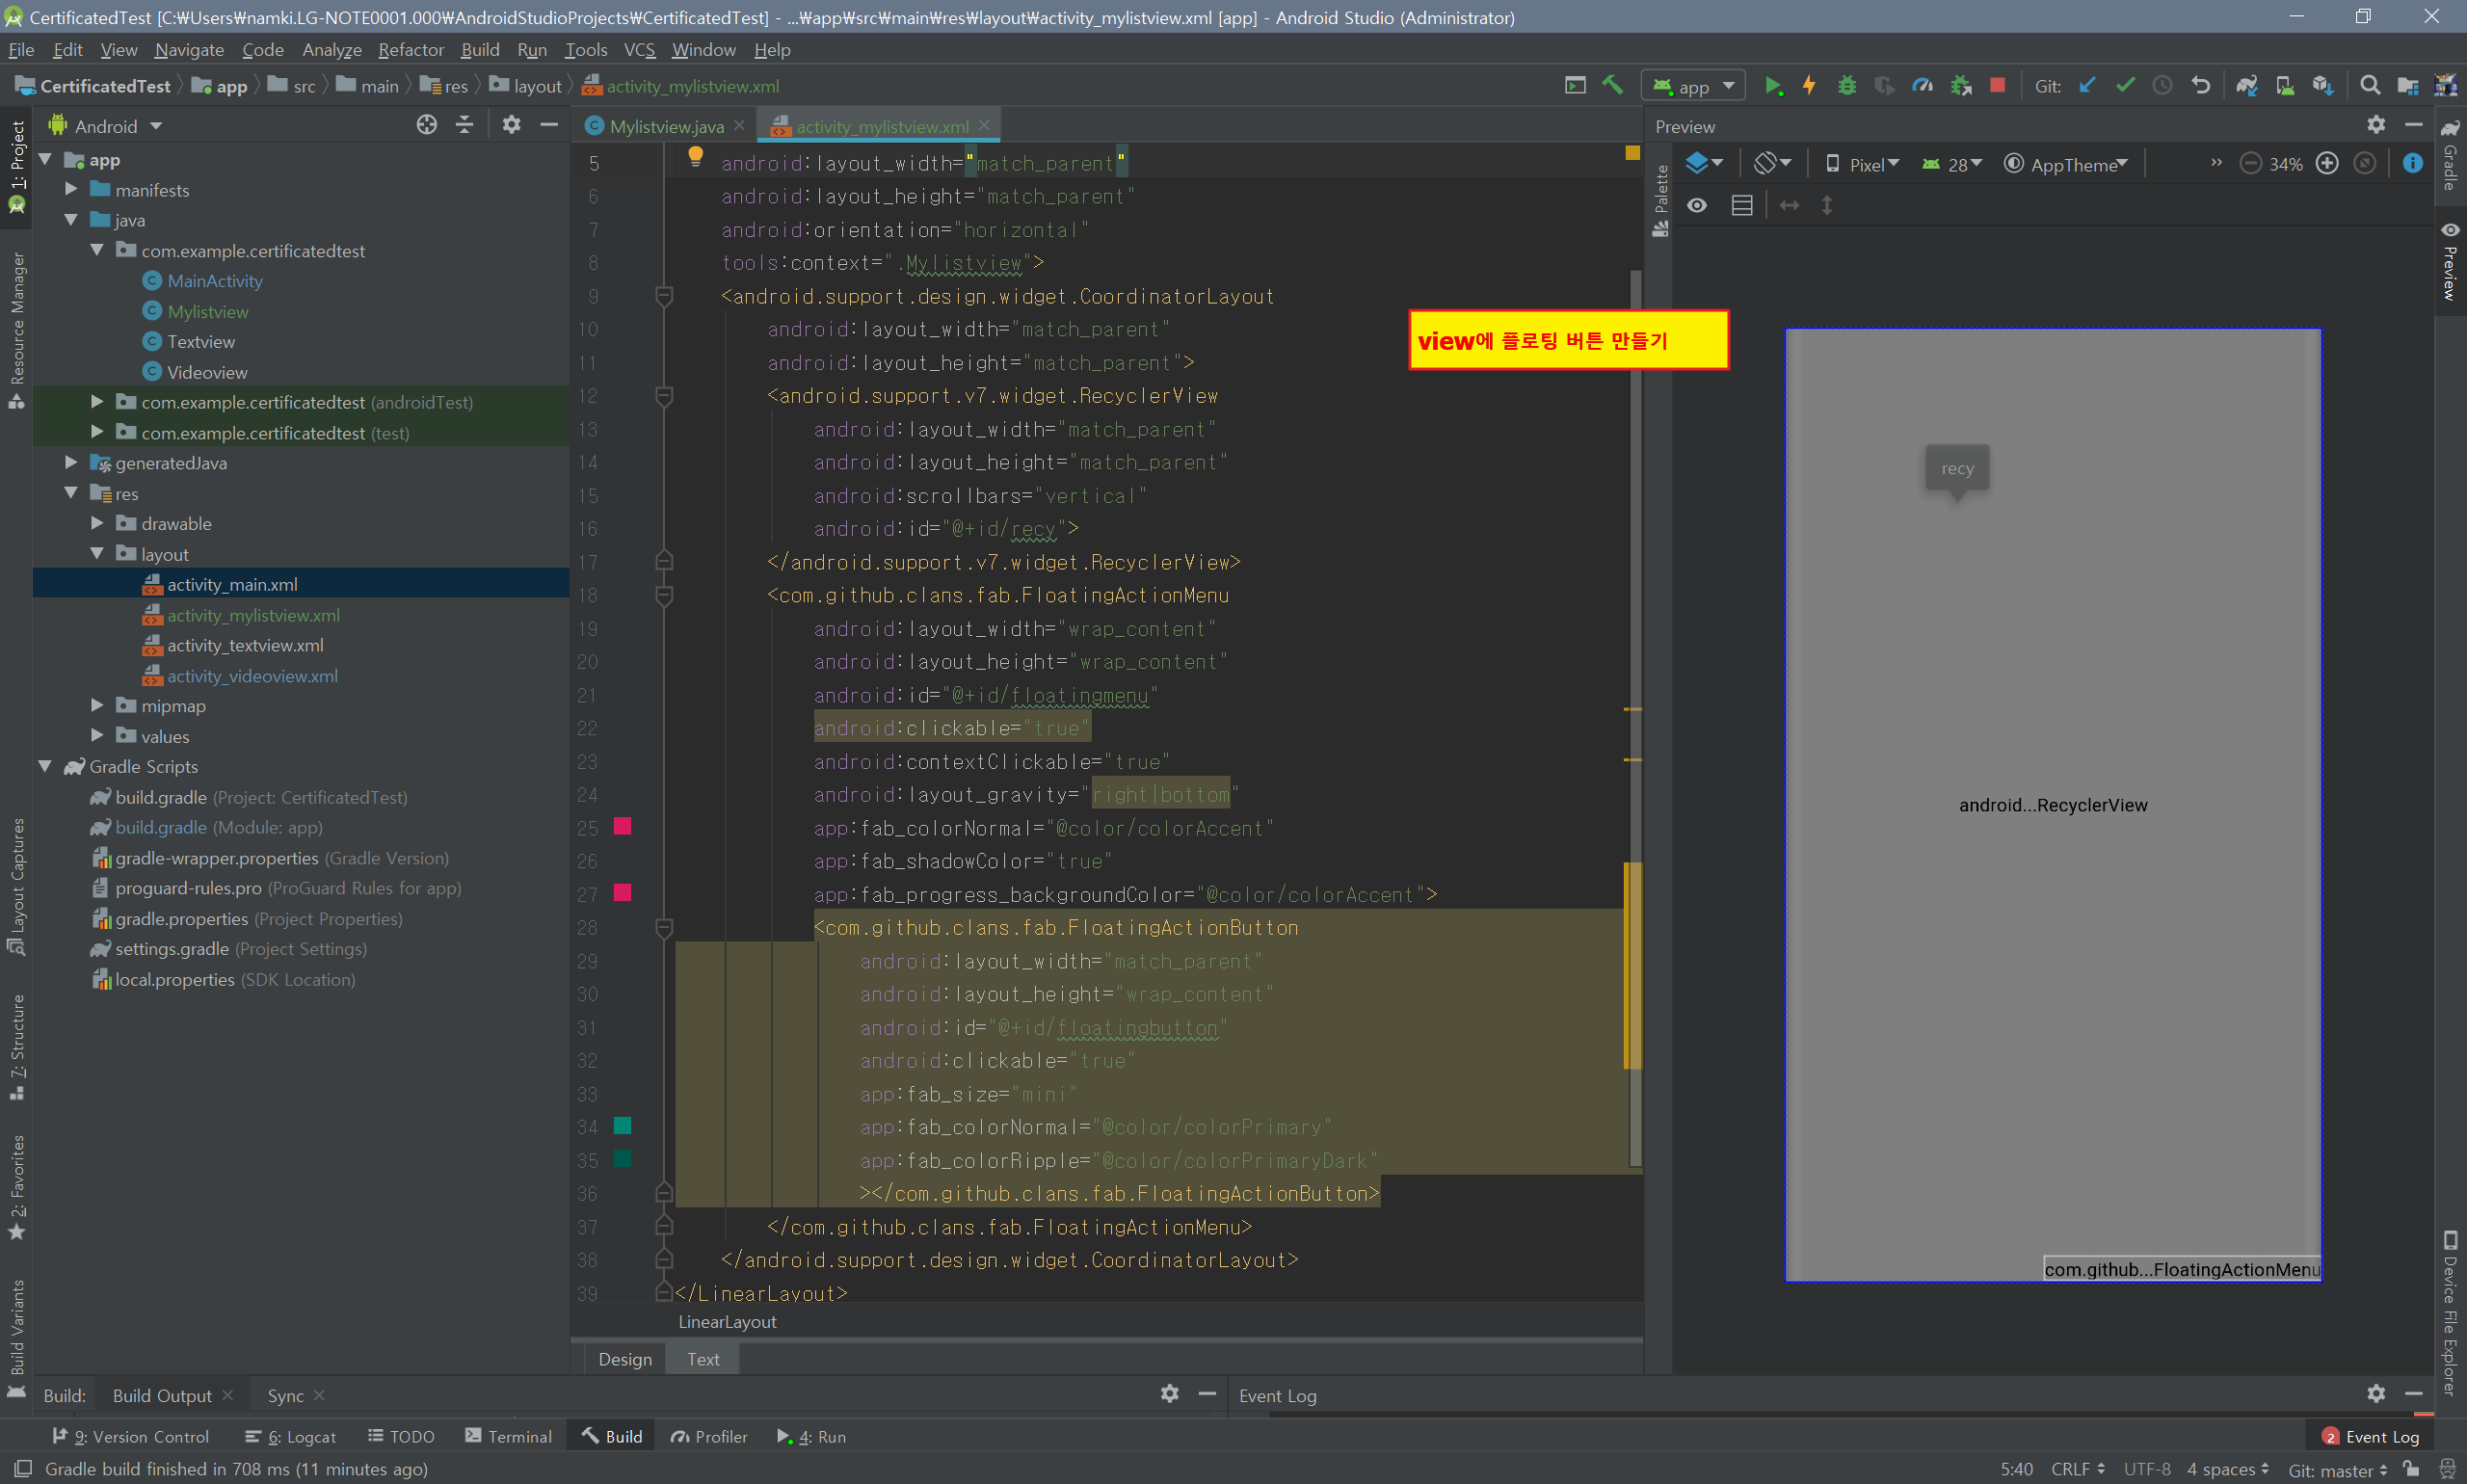 CertificatedTest [C:₩Users₩namki.LG-NOTE0001.000₩AndroidStudioProjects₩CertificatedTest] - ...₩app₩src₩main₩res₩layout₩activity_mylistview.xml [app] - Android Studio (Administrator)
File Edit View Navigate Code Analyze Refactor Build Run Tools VCS Window Help
CertificatedTest app src main res layout activity_mylistview.xml
app Git:
Android
Mylistview.java activity_mylistview.xml
Preview
1: Project
Resource Manager
Layout Captures
7: Structure
2: Favorites
Build Variants
app
manifests
java
com.example.certificatedtest
MainActivity
Mylistview
Textview
Videoview
com.example.certificatedtest (androidTest)
com.example.certificatedtest (test)
generatedJava
res
drawable
layout
activity_main.xml
activity_mylistview.xml
activity_textview.xml
activity_videoview.xml
mipmap
values
Gradle Scripts
build.gradle (Project: CertificatedTest)
build.gradle (Module: app)
gradle-wrapper.properties (Gradle Version)
proguard-rules.pro (ProGuard Rules for app)
gradle.properties (Project Properties)
settings.gradle (Project Settings)
local.properties (SDK Location)
5 android:layout_width="match_parent"
6 android:layout_height="match_parent"
7 android:orientation="horizontal"
8 tools:context=".Mylistview">
9 <android.support.design.widget.CoordinatorLayout
10 android:layout_width="match_parent"
11 android:layout_height="match_parent">
12 <android.support.v7.widget.RecyclerView
13 android:layout_width="match_parent"
14 android:layout_height="match_parent"
15 android:scrollbars="vertical"
16 android:id="@+id/recy">
17 </android.support.v7.widget.RecyclerView>
18 <com.github.clans.fab.FloatingActionMenu
19 android:layout_width="wrap_content"
20 android:layout_height="wrap_content"
21 android:id="@+id/floatingmenu"
22 android:clickable="true"
23 android:contextClickable="true"
24 android:layout_gravity="right|bottom"
25 app:fab_colorNormal="@color/colorAccent"
26 app:fab_shadowColor="true"
27 app:fab_progress_backgroundColor="@color/colorAccent">
28 <com.github.clans.fab.FloatingActionButton
29 android:layout_width="match_parent"
30 android:layout_height="wrap_content"
31 android:id="@+id/floatingbutton"
32 android:clickable="true"
33 app:fab_size="mini"
34 app:fab_colorNormal="@color/colorPrimary"
35 app:fab_colorRipple="@color/colorPrimaryDark"
36 ></com.github.clans.fab.FloatingActionButton>
37 </com.github.clans.fab.FloatingActionMenu>
38 </android.support.design.widget.CoordinatorLayout>
39 </LinearLayout>
LinearLayout
Design Text
view에 플로팅 버튼 만들기
Palette
Pixel 28 AppTheme 34%
recy
android...RecyclerView
com.github...FloatingActionMenu
Gradle
Preview
Device File Explorer
Build: Build Output Sync
Event Log
9: Version Control 6: Logcat TODO Terminal Build Profiler 4: Run
2 Event Log
Gradle build finished in 708 ms (11 minutes ago)
5:40 CRLF UTF-8 4 spaces Git: master